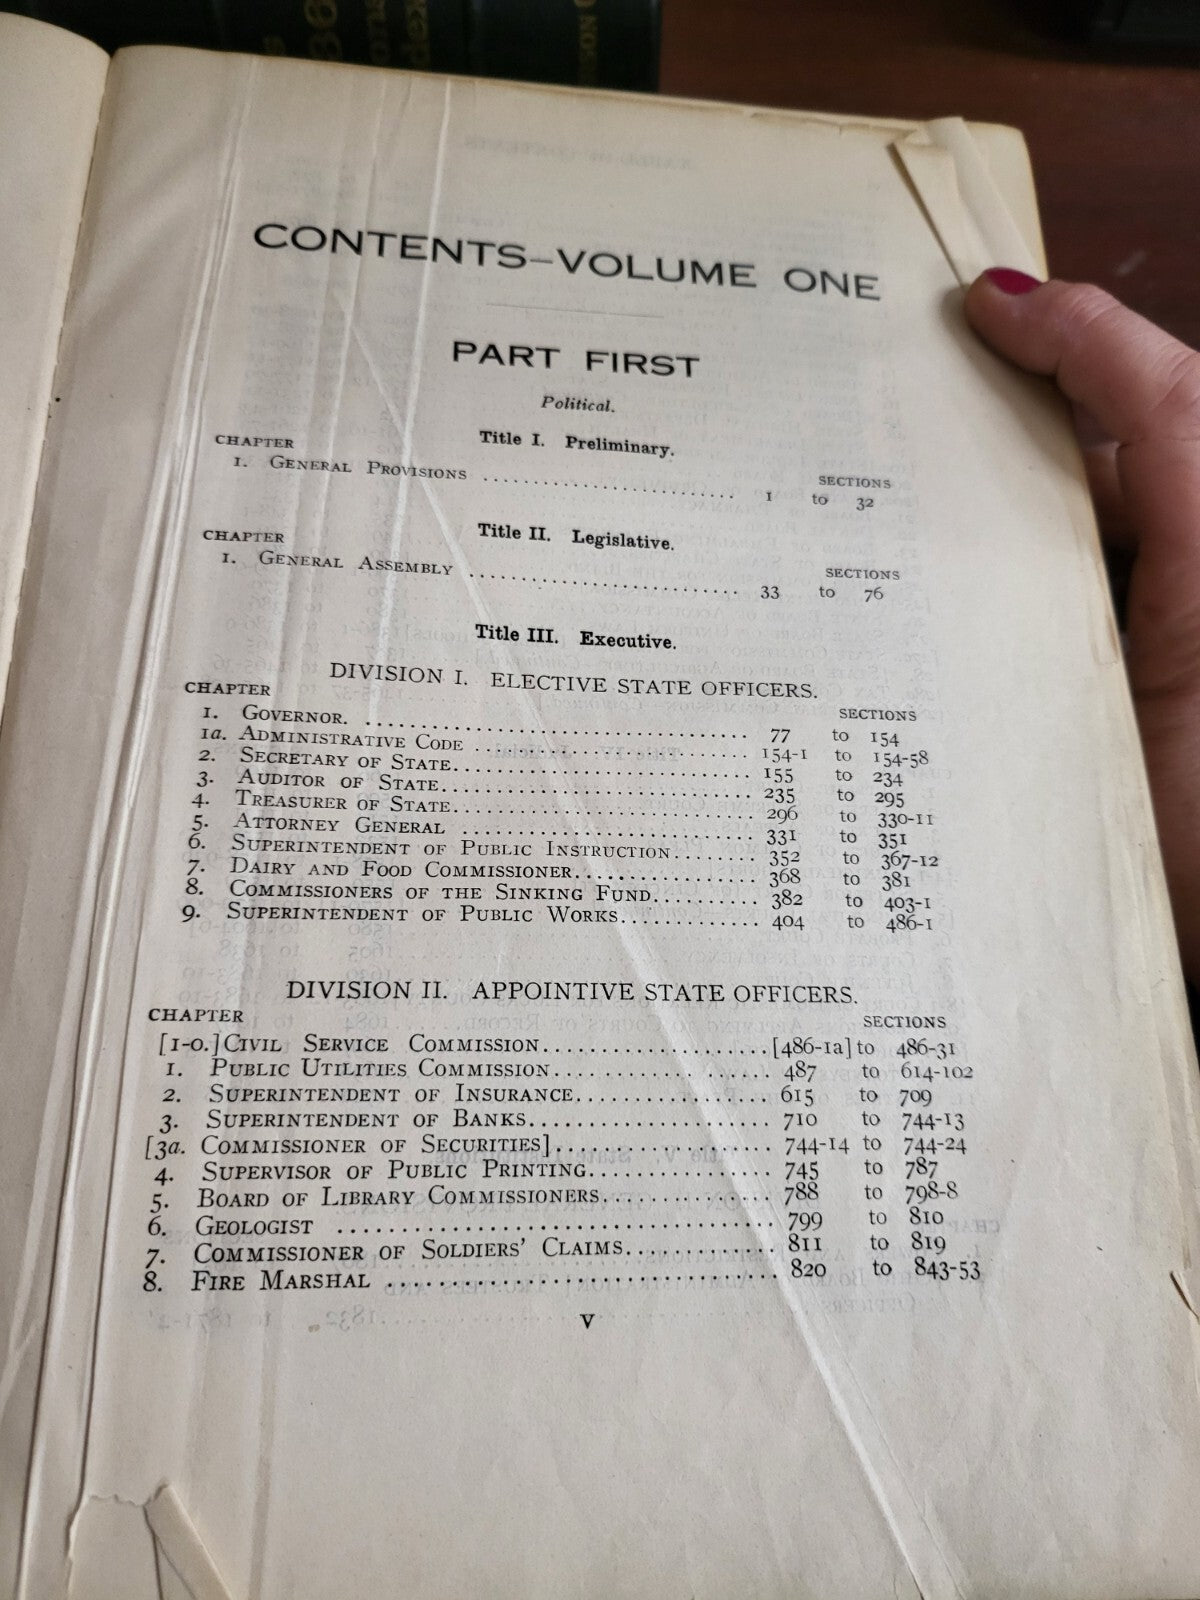 CONTENTS—VOLUME ONE
PART FIRST
Political.
Title I. Preliminary.
CHAPTER SECTIONS
1. GENERAL PROVISIONS .......................... 1 to 32
Title II. Legislative.
CHAPTER SECTIONS
1. GENERAL ASSEMBLY ............................ 33 to 76
Title III. Executive.
DIVISION I. ELECTIVE STATE OFFICERS.
CHAPTER SECTIONS
1. GOVERNOR. ...................................... 77 to 154
1a. ADMINISTRATIVE CODE ........................... 154-1 to 154-58
2. SECRETARY OF STATE.............................. 155 to 234
3. AUDITOR OF STATE................................ 235 to 295
4. TREASURER OF STATE.............................. 296 to 330-11
5. ATTORNEY GENERAL ............................... 331 to 351
6. SUPERINTENDENT OF PUBLIC INSTRUCTION........ 352 to 367-12
7. DAIRY AND FOOD COMMISSIONER.................. 368 to 381
8. COMMISSIONERS OF THE SINKING FUND.......... 382 to 403-1
9. SUPERINTENDENT OF PUBLIC WORKS............. 404 to 486-1
DIVISION II. APPOINTIVE STATE OFFICERS.
CHAPTER SECTIONS
[1-0.] CIVIL SERVICE COMMISSION..................... [486-1a] to 486-31
1. PUBLIC UTILITIES COMMISSION.................... 487 to 614-102
2. SUPERINTENDENT OF INSURANCE.................. 615 to 709
3. SUPERINTENDENT OF BANKS....................... 710 to 744-13
[3a. COMMISSIONER OF SECURITIES].................... 744-14 to 744-24
4. SUPERVISOR OF PUBLIC PRINTING................. 745 to 787
5. BOARD OF LIBRARY COMMISSIONERS.............. 788 to 798-8
6. GEOLOGIST .................................... 799 to 810
7. COMMISSIONER OF SOLDIERS' CLAIMS............ 811 to 819
8. FIRE MARSHAL ................................ 820 to 843-53
v